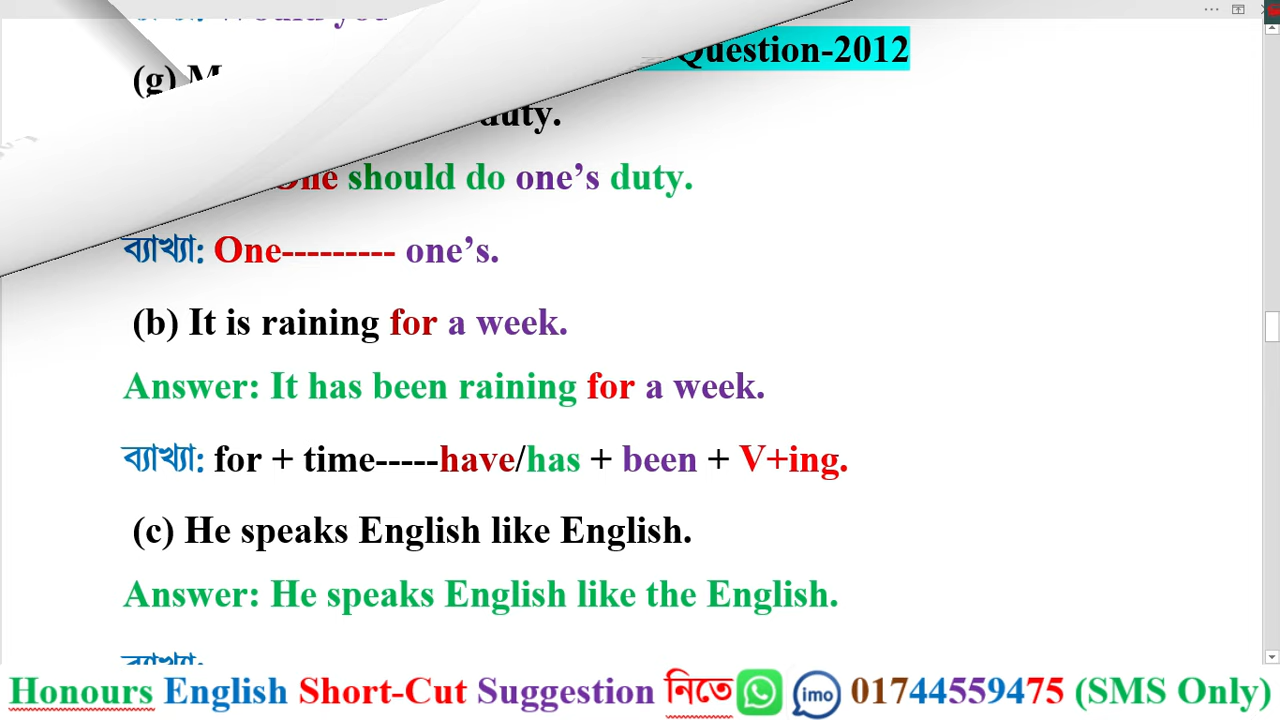 Question-2012
(g) M
duty.
One should do one’s duty.
ব্যাখ্যা: One--------- one’s.
(b) It is raining for a week.
Answer: It has been raining for a week.
ব্যাখ্যা: for + time-----have/has + been + V+ing.
(c) He speaks English like English.
Answer: He speaks English like the English.
Honours English Short-Cut Suggestion নিতে imo 01744559475 (SMS Only)